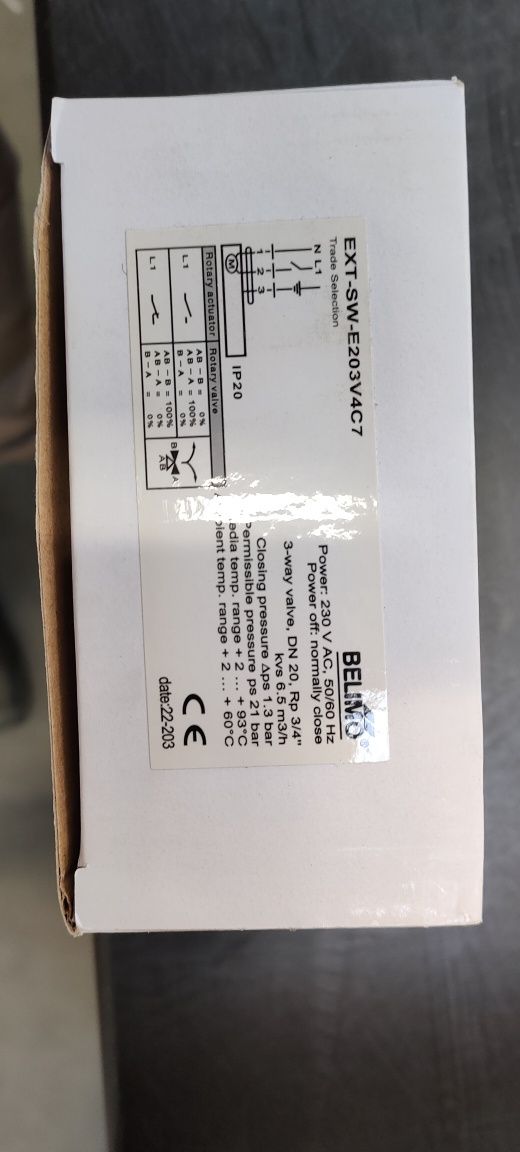 EXT-SW-E203V4C7
Trade Selection
BELIMO®
N L1
1 2 3
M
IP20
Power: 230 V AC, 50/60 Hz
Power off: normally close
3-way valve, DN 20, Rp 3/4"
kvs 6.5 m3/h
Closing pressure Δps 1.3 bar
permissible pressure ps 21 bar
edia temp. range + 2 ... + 93°C
ient temp. range + 2 ... + 60°C
Rotary actuator Rotary valve
L1
AB – B = 0%
AB – A = 100%
B – A = 0%
L1
AB – B = 100%
AB – A = 0%
B – A = 0%
A
B
AB
CE
date:22-203